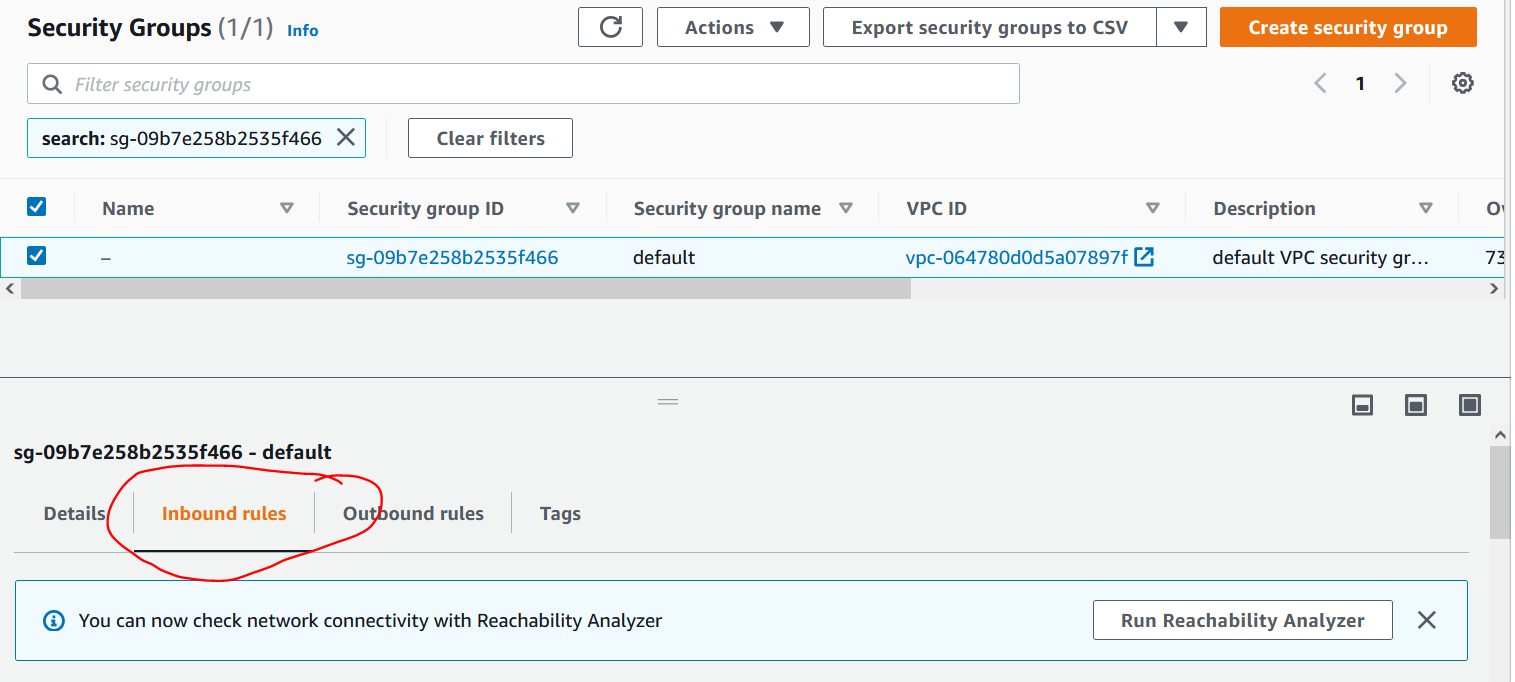 Security Groups (1/1) Info
Actions
Export security groups to CSV
Create security group
Filter security groups
1
search: sg-09b7e258b2535f466
Clear filters
Name Security group ID Security group name VPC ID Description
– sg-09b7e258b2535f466 default vpc-064780d0d5a07897f default VPC security gr... 73
sg-09b7e258b2535f466 - default
Details Inbound rules Outbound rules Tags
You can now check network connectivity with Reachability Analyzer
Run Reachability Analyzer